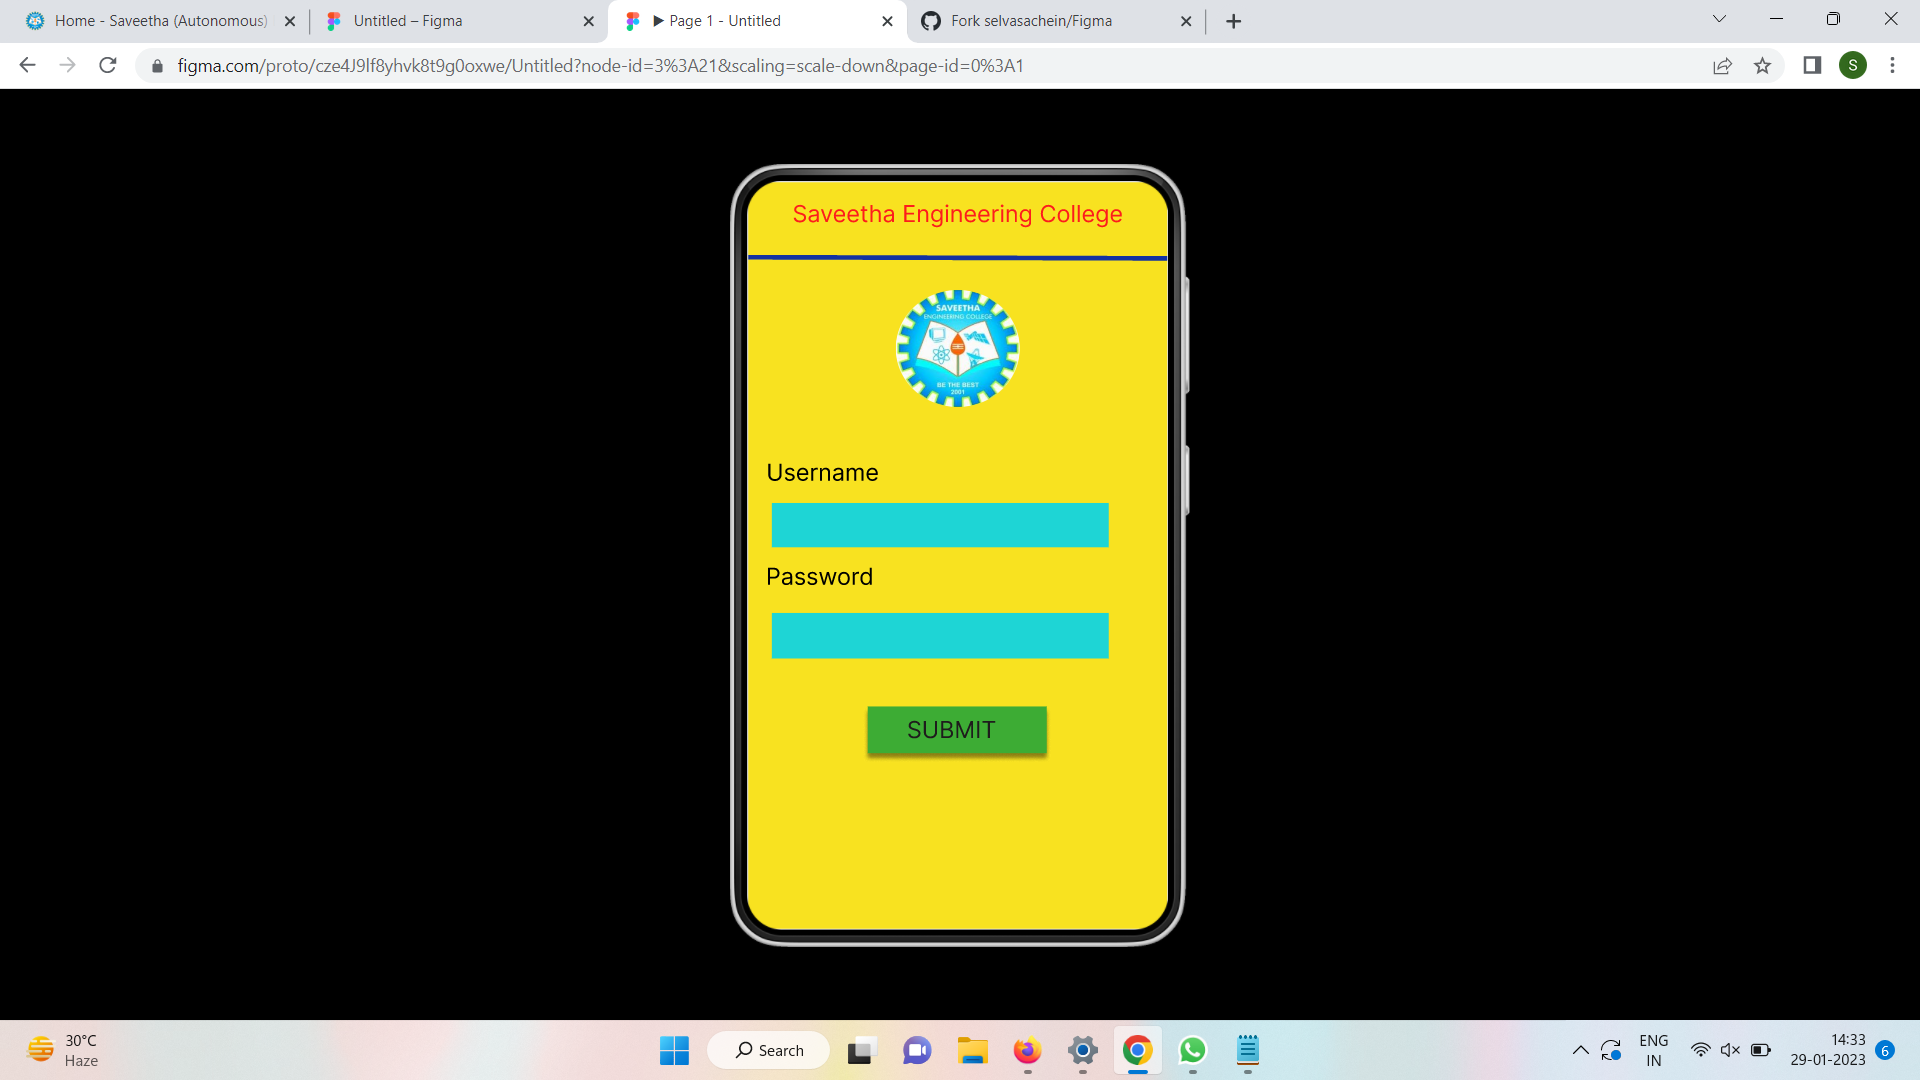 Home - Saveetha (Autonomous)
Untitled – Figma
▶ Page 1 - Untitled
Fork selvasachein/Figma
figma.com/proto/cze4J9lf8yhvk8t9g0oxwe/Untitled?node-id=3%3A21&scaling=scale-down&page-id=0%3A1
S
Saveetha Engineering College
SAVEETHA
ENGINEERING COLLEGE
BE THE BEST
2001
Username
Password
SUBMIT
30°C
Haze
Search
ENG
IN
14:33
29-01-2023
6